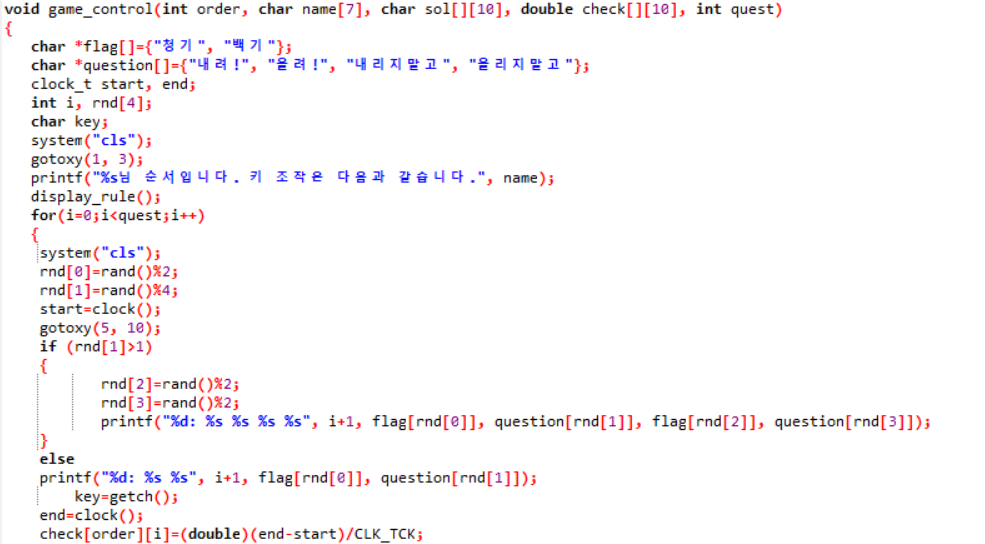 void game_control(int order, char name[7], char sol[][10], double check[][10], int quest)
{
char *flag[]={"청기", "백기"};
char *question[]={"내려!", "올려!", "내리지말고", "올리지말고"};
clock_t start, end;
int i, rnd[4];
char key;
system("cls");
gotoxy(1, 3);
printf("%s님 순서입니다. 키 조작은 다음과 같습니다.", name);
display_rule();
for(i=0;i<quest;i++)
{
system("cls");
rnd[0]=rand()%2;
rnd[1]=rand()%4;
start=clock();
gotoxy(5, 10);
if (rnd[1]>1)
{
rnd[2]=rand()%2;
rnd[3]=rand()%2;
printf("%d: %s %s %s %s", i+1, flag[rnd[0]], question[rnd[1]], flag[rnd[2]], question[rnd[3]]);
}
else
printf("%d: %s %s", i+1, flag[rnd[0]], question[rnd[1]]);
key=getch();
end=clock();
check[order][i]=(double)(end-start)/CLK_TCK;